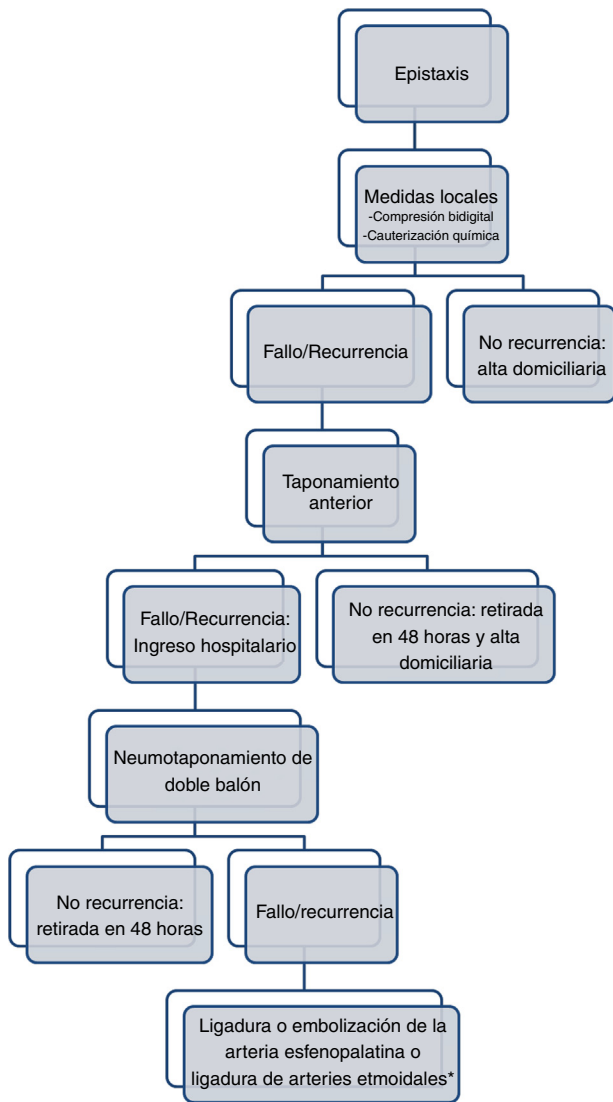 Epistaxis
Medidas locales
-Compresión bidigital
-Cauterización química
Fallo/Recurrencia
No recurrencia:
alta domiciliaria
Taponamiento
anterior
Fallo/Recurrencia:
Ingreso hospitalario
No recurrencia: retirada
en 48 horas y alta
domiciliaria
Neumotaponamiento de
doble balón
No recurrencia:
retirada en 48 horas
Fallo/recurrencia
Ligadura o embolización de la
arteria esfenopalatina o
ligadura de arteries etmoidales*